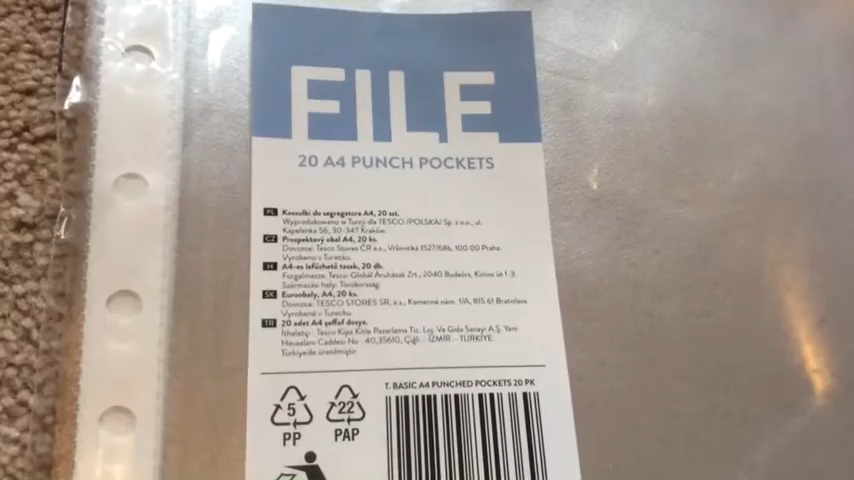 FILE
20 A4 PUNCH POCKETS
PL Koszulki do segregatora A4, 20 szt.
Wyprodukowano w Turcji dla TESCO /POLSKA/ Sp. z o.o., ul.
Kapelanka 56, 30-347 Kraków.
CZ Prospektový obal A4, 20 ks.
Dovozce: Tesco Stores ČR a.s., Vršovická 1527/68b, 100 00 Praha.
Vyrobeno v Turecku.
H A4-es lefűzhető tasak, 20 db.
Forgalmazza: Tesco-Globál Áruházak Zrt., 2040 Budaörs, Kinizsi út 1-3.
Származási hely: Törökország
SK Euroobaly, A4, 20 ks.
Dovozca: TESCO STORES SR, a.s., Kamenné nám. 1/A, 815 61 Bratislava.
Vyrobené v Turecku.
TR 20 adet A4 şeffaf dosya.
İthalatçı : Tesco Kipa Kitle Pazarlama Tic. Loj. Ve Gıda Sanayi A.Ş. Yeni
Havaalanı Caddesi No : 40,35610, Çiğli - İZMİR - TÜRKİYE.
Türkiye'de üretilmiştir
T. BASIC A4 PUNCHED POCKETS 20 PK
5 22
PP PAP